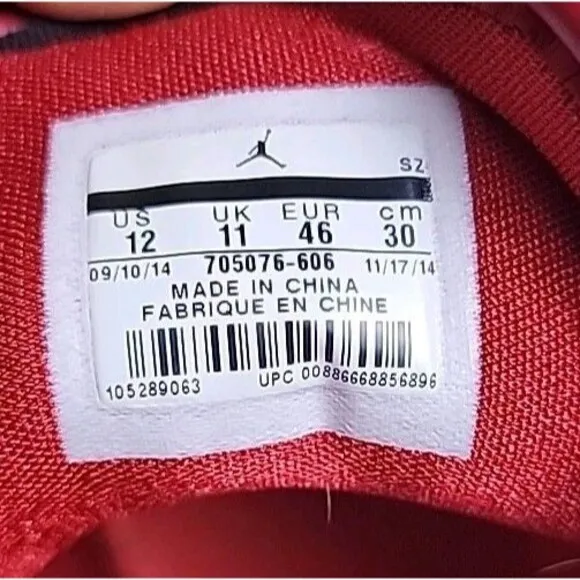 SZ
US UK EUR cm
12 11 46 30
09/10/14 705076-606 11/17/14
MADE IN CHINA
FABRIQUE EN CHINE
105289063 UPC 00886668856896